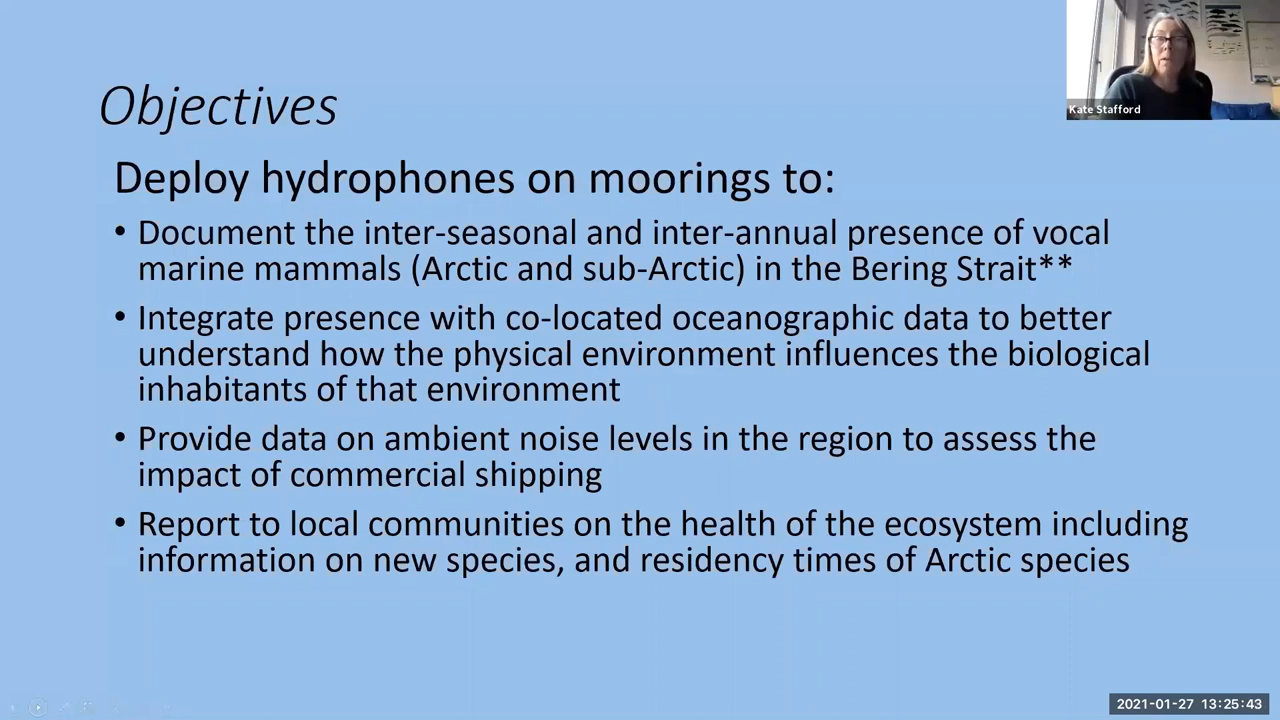 Kate Stafford
Objectives
Deploy hydrophones on moorings to:
• Document the inter-seasonal and inter-annual presence of vocal
marine mammals (Arctic and sub-Arctic) in the Bering Strait**
• Integrate presence with co-located oceanographic data to better
understand how the physical environment influences the biological
inhabitants of that environment
• Provide data on ambient noise levels in the region to assess the
impact of commercial shipping
• Report to local communities on the health of the ecosystem including
information on new species, and residency times of Arctic species
2021-01-27 13:25:43